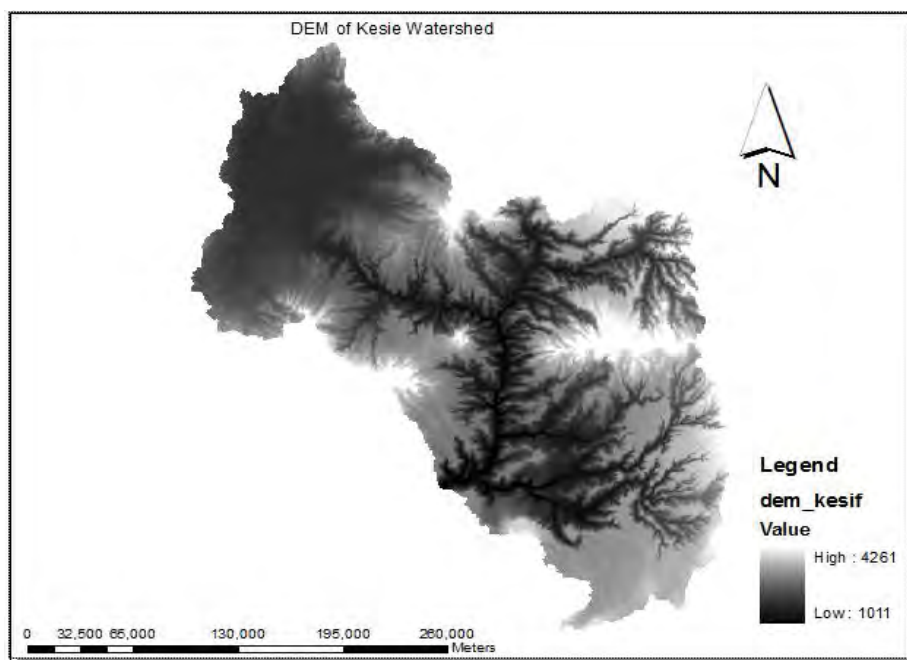 DEM of Kesie Watershed
N
Legend
dem_kesif
Value
High : 4261
Low : 1011
0 32,500 65,000 130,000 195,000 260,000
Meters